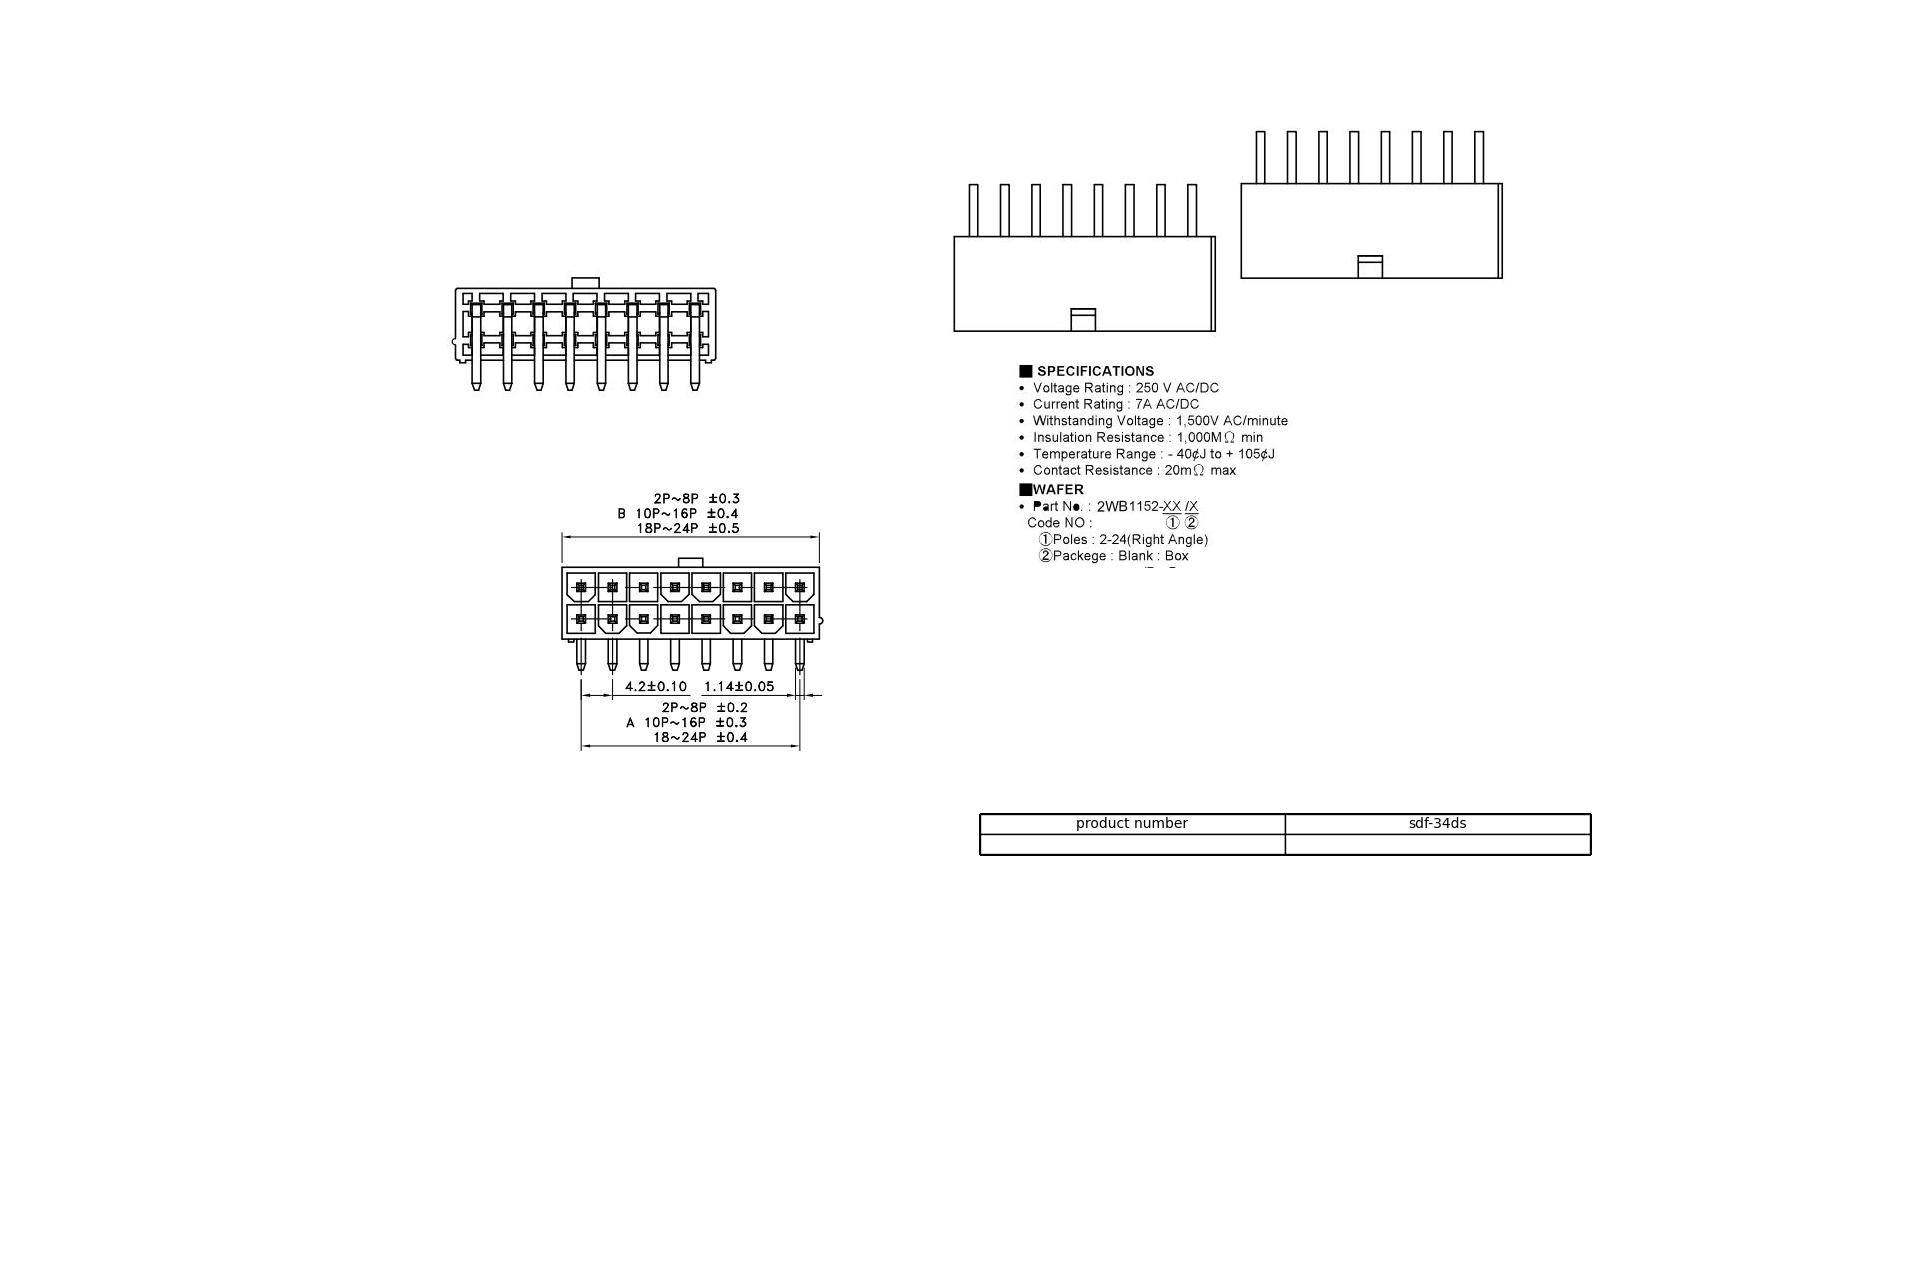 ■ SPECIFICATIONS
• Voltage Rating : 250 V AC/DC
• Current Rating : 7A AC/DC
• Withstanding Voltage : 1,500V AC/minute
• Insulation Resistance : 1,000MΩ min
• Temperature Range : - 40¢J to + 105¢J
• Contact Resistance : 20mΩ max
■WAFER
• Part No. : 2WB1152-XX /X
Code NO : ① ②
①Poles : 2-24(Right Angle)
②Packege : Blank : Box
2P~8P ±0.3
B 10P~16P ±0.4
18P~24P ±0.5
4.2±0.10 1.14±0.05
2P~8P ±0.2
A 10P~16P ±0.3
18~24P ±0.4
product number sdf-34ds